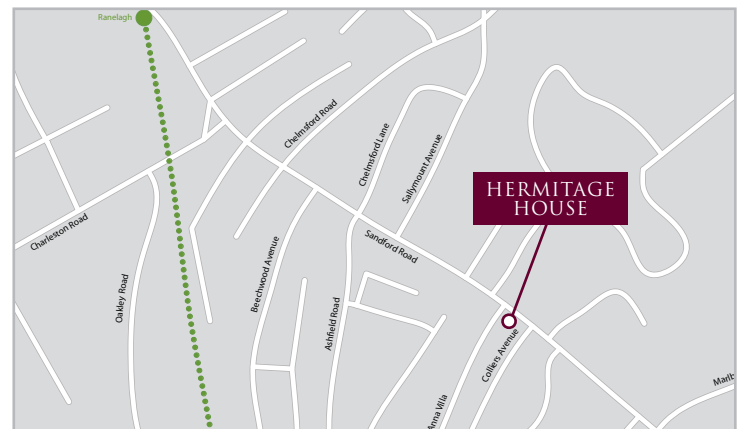 Ranelagh
Chelmsford Road
Chelmsford Lane
Sallymount Avenue
HERMITAGE
HOUSE
Charleston Road
Sandford Road
Oakley Road
Beechwood Avenue
Ashfield Road
Colliers Avenue
Anna Villa
Marlb